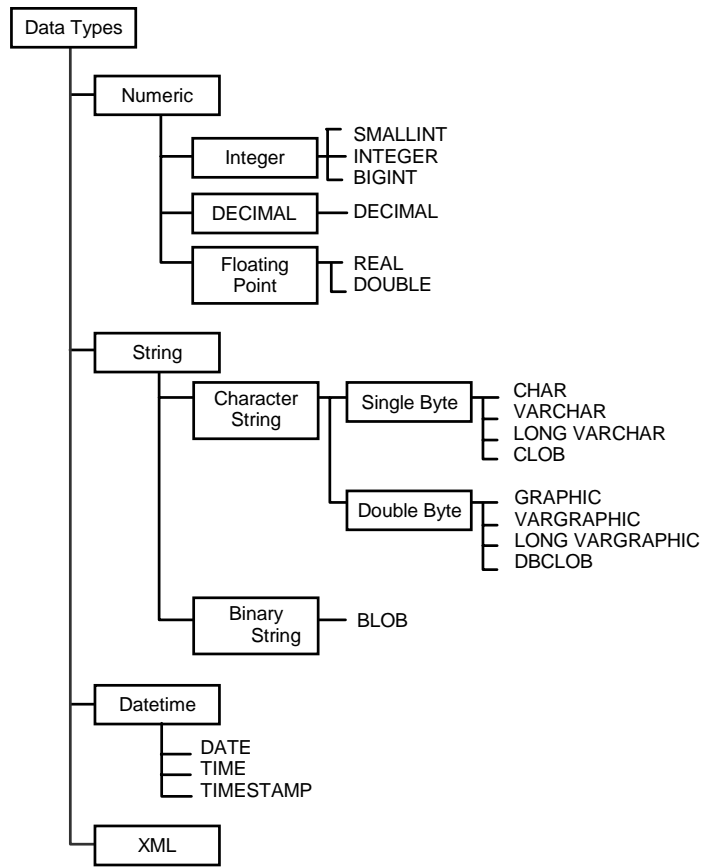 Data Types
Numeric
Integer
SMALLINT
INTEGER
BIGINT
DECIMAL
DECIMAL
Floating
Point
REAL
DOUBLE
String
Character
String
Single Byte
CHAR
VARCHAR
LONG VARCHAR
CLOB
Double Byte
GRAPHIC
VARGRAPHIC
LONG VARGRAPHIC
DBCLOB
Binary
String
BLOB
Datetime
DATE
TIME
TIMESTAMP
XML